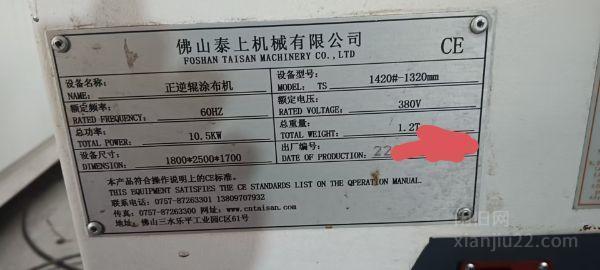 佛山泰上机械有限公司 CE
FOSHAN TAISAN MACHINERY CO.,LTD
设备名称: 正逆辊涂布机 设备型号: 1420#-1320mm
NAME: MODEL: TS
额定频率: 60HZ 额定电压: 380V
RATED FREQUENCY: RATED VOLTAGE:
总功率: 10.5KW 总重量: 1.2T
TOTAL POWER: TOTAL WEIGHT:
设备尺寸: 1800*2500*1700 出厂编号: 22
DIMENSION: DATE OF PRODUCTION:
本产品符合操作说明上的CE标准。
THIS EQUIPMENT SATISFIES THE CE STANDARDS LIST ON THE OPERATION MANUAL.
联系电话: 0757-87263301 13809707932
传真: 0757-87263300 网址: www.cntaisan.com
地址: 佛山三水乐平工业园C区61号
xianjiu22.com